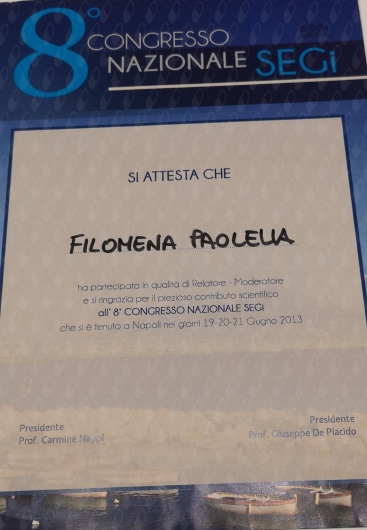 8° CONGRESSO
NAZIONALE SEGi
SI ATTESTA CHE
FILOMENA PAOLELLA
ha partecipato in qualità di Relatore - Moderatore
e si ringrazia per il prezioso contributo scientifico
all' 8° CONGRESSO NAZIONALE SEGi
che si è tenuto a Napoli nei giorni 19-20-21 Giugno 2013
Presidente
Prof. Carmine Nappi
Presidente
Prof. Giuseppe De Placido